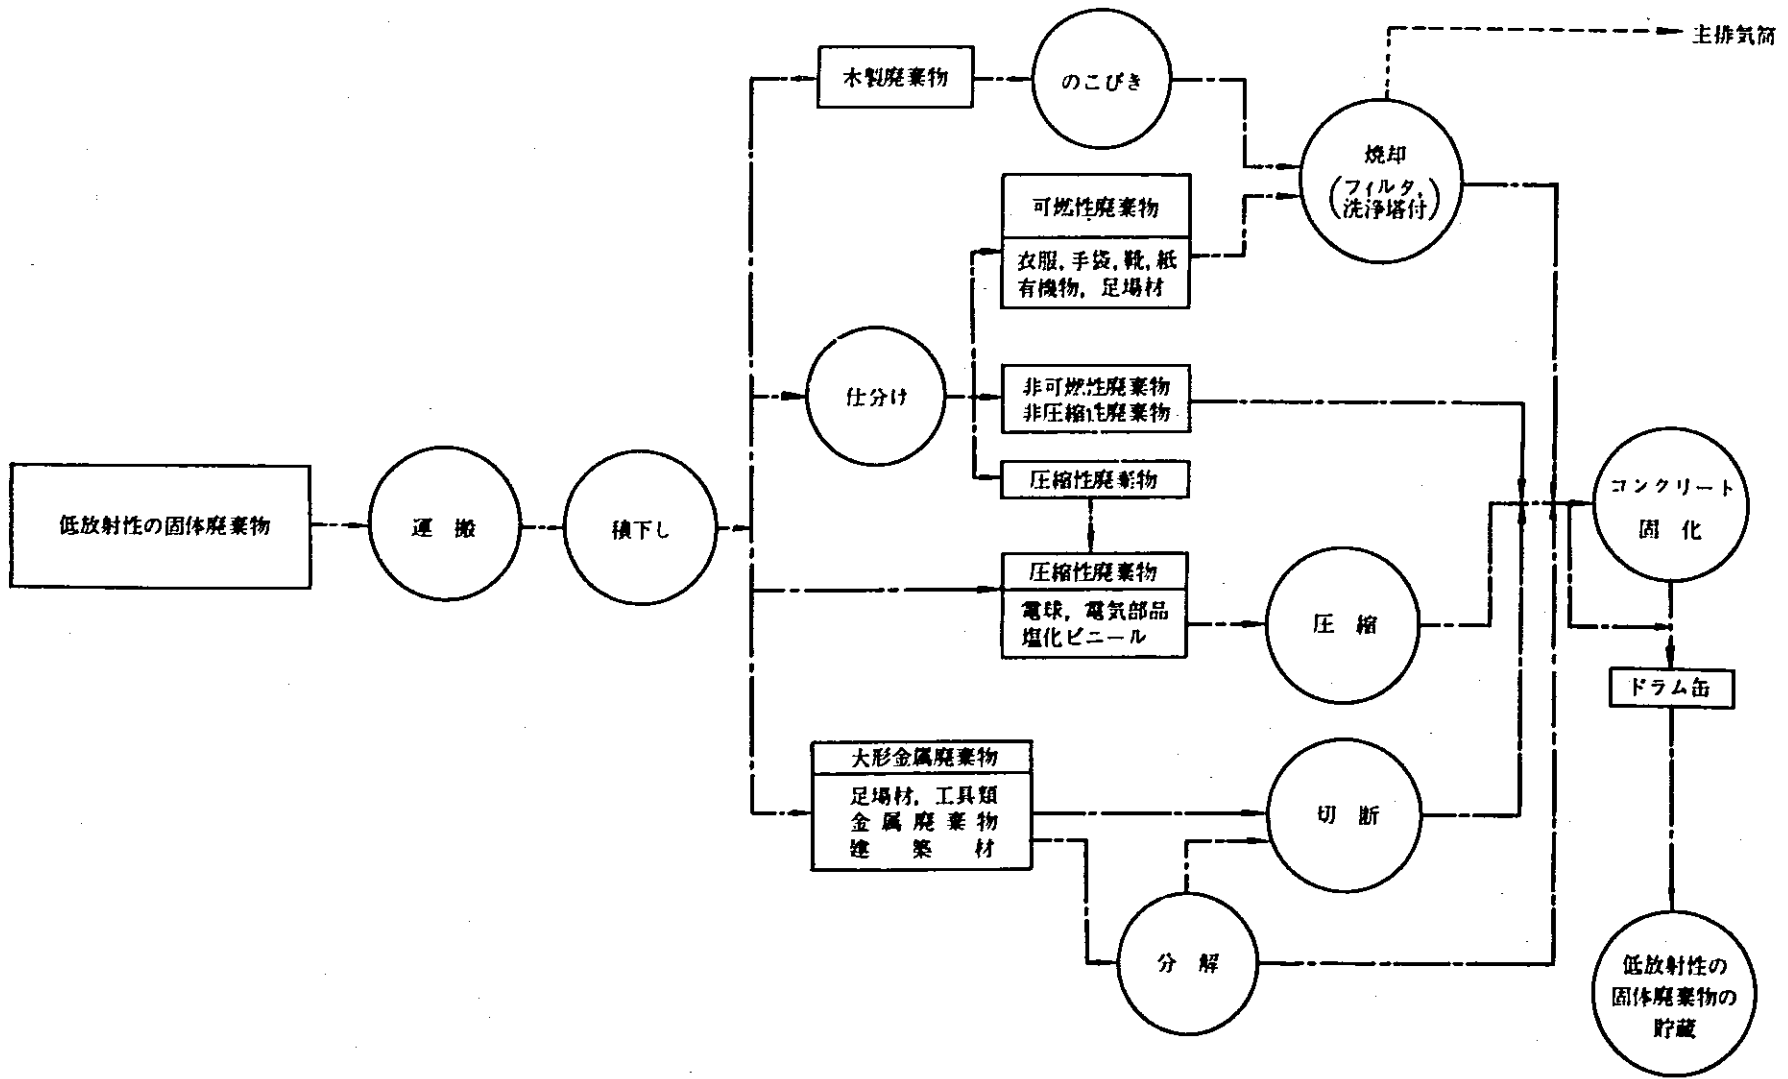 主排気筒
木製廃棄物
のこびき
焼却
(フィルタ,
洗浄塔付)
可燃性廃棄物
衣服,手袋,靴,紙
有機物,足場材
仕分け
非可燃性廃棄物
非圧縮性廃棄物
圧縮性廃棄物
低放射性の固体廃棄物
運搬
積下し
コンクリート
固化
圧縮性廃棄物
電球,電気部品
塩化ビニール
圧縮
ドラム缶
大形金属廃棄物
足場材,工具類
金属廃棄物
建築材
切断
分解
低放射性の
固体廃棄物の
貯蔵